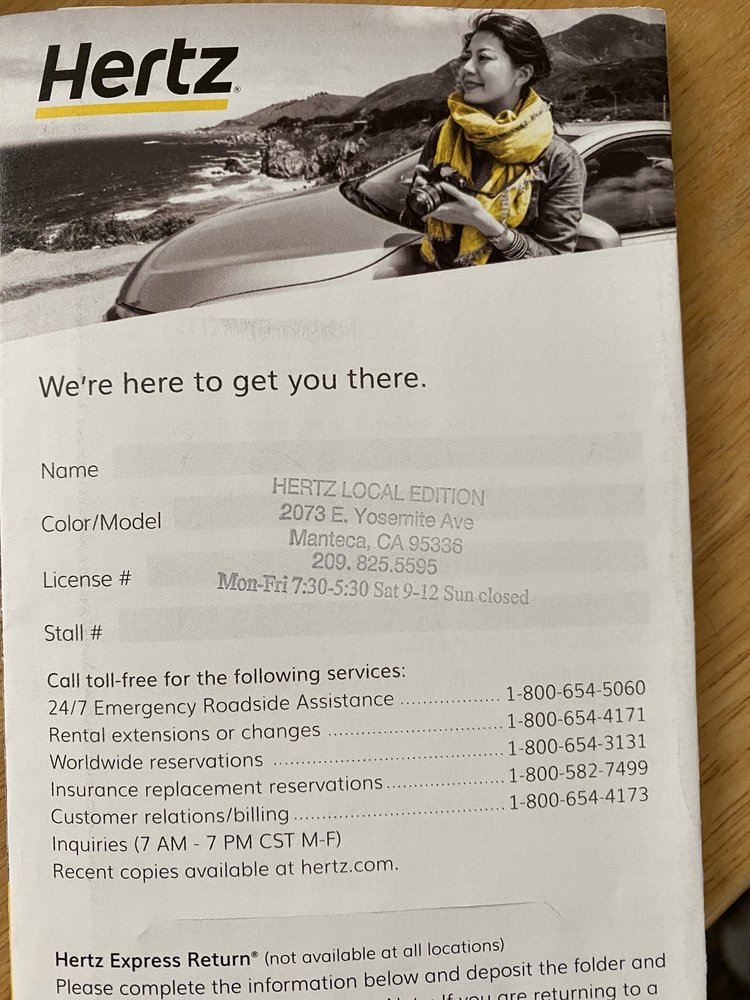 Hertz®
We're here to get you there.
Name
Color/Model
License #
Stall #
HERTZ LOCAL EDITION
2073 E. Yosemite Ave
Manteca, CA 95336
209. 825.5595
Mon-Fri 7:30-5:30 Sat 9-12 Sun closed
Call toll-free for the following services:
24/7 Emergency Roadside Assistance .................. 1-800-654-5060
Rental extensions or changes ............................... 1-800-654-4171
Worldwide reservations ......................................... 1-800-654-3131
Insurance replacement reservations..................... 1-800-582-7499
Customer relations/billing ..................................... 1-800-654-4173
Inquiries (7 AM - 7 PM CST M-F)
Recent copies available at hertz.com.
Hertz Express Return® (not available at all locations)
Please complete the information below and deposit the folder and
If you are returning to a